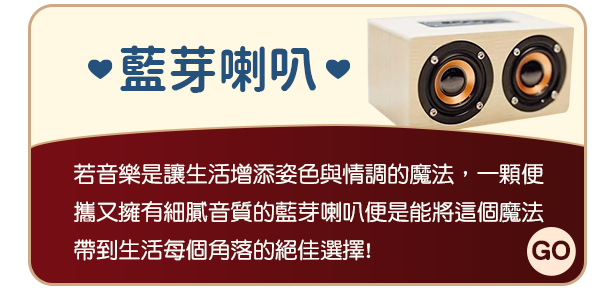 藍芽喇叭
若音樂是讓生活增添姿色與情調的魔法，一顆便
攜又擁有細膩音質的藍芽喇叭便是能將這個魔法
帶到生活每個角落的絕佳選擇!
GO